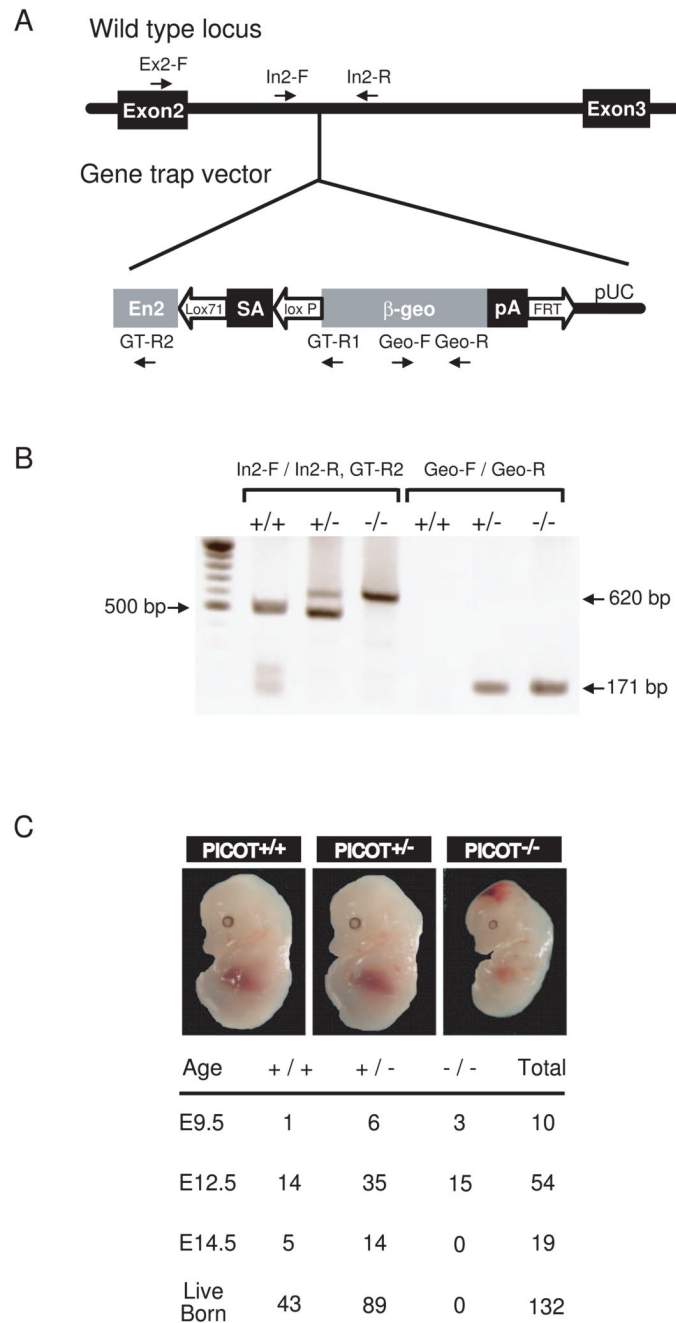 A
Wild type locus
Ex2-F
In2-F
In2-R
Exon2
Exon3
Gene trap vector
En2
Lox71
SA
lox P
β-geo
pA
FRT
pUC
GT-R2
GT-R1
Geo-F
Geo-R
B
In2-F / In2-R, GT-R2
Geo-F / Geo-R
+/+ +/- -/- +/+ +/- -/-
500 bp
620 bp
171 bp
C
PICOT+/+ PICOT+/- PICOT-/-
Age + / + + / - - / - Total
E9.5 1 6 3 10
E12.5 14 35 15 54
E14.5 5 14 0 19
Live Born 43 89 0 132